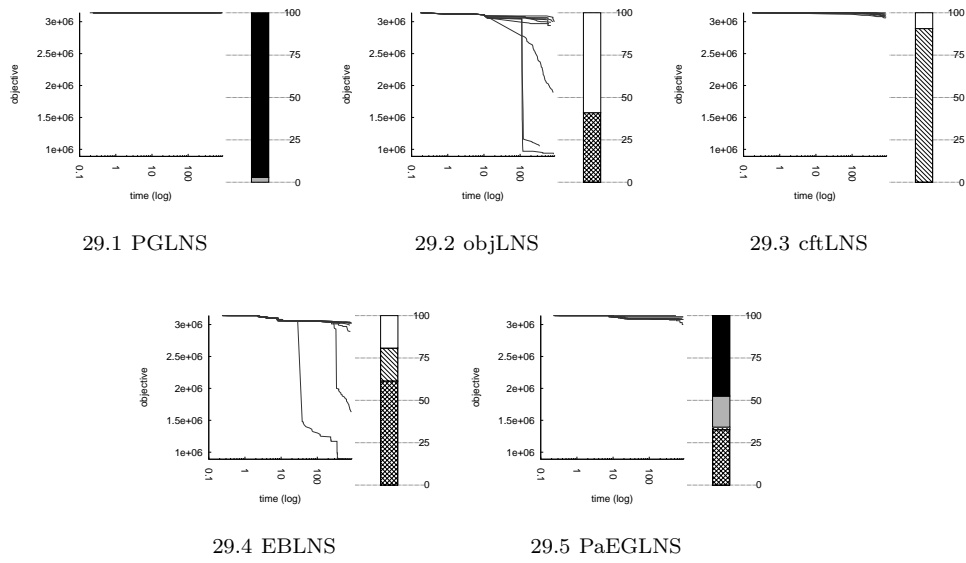 3e+06
2.5e+06
2e+06
1.5e+06
1e+06
objective
0.1
1
10
100
time (log)
100
75
50
25
0
29.1 PGLNS
3e+06
2.5e+06
2e+06
1.5e+06
1e+06
objective
0.1
1
10
100
time (log)
100
75
50
25
0
29.2 objLNS
3e+06
2.5e+06
2e+06
1.5e+06
1e+06
objective
0.1
1
10
100
time (log)
100
75
50
25
0
29.3 cftLNS
3e+06
2.5e+06
2e+06
1.5e+06
1e+06
objective
0.1
1
10
100
time (log)
100
75
50
25
0
29.4 EBLNS
3e+06
2.5e+06
2e+06
1.5e+06
1e+06
objective
0.1
1
10
100
time (log)
100
75
50
25
0
29.5 PaEGLNS